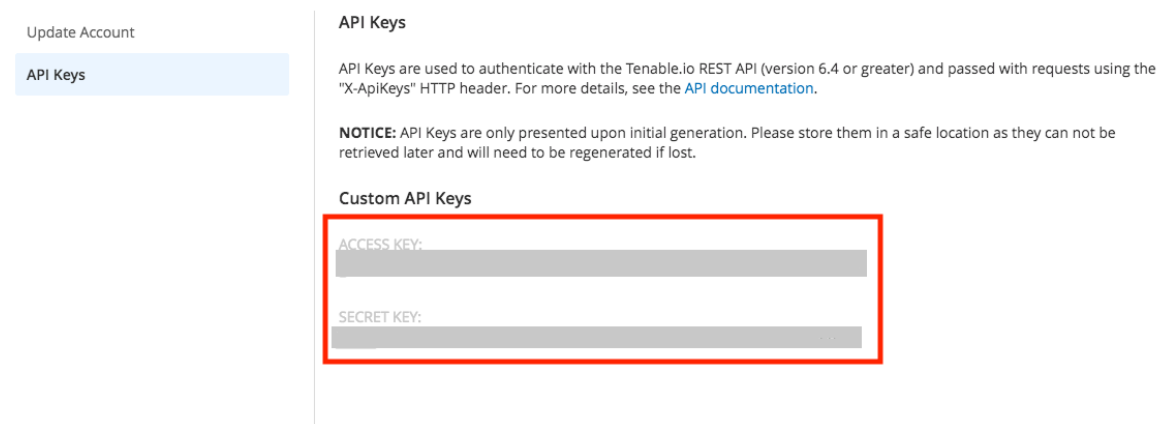 Update Account
API Keys
API Keys
API Keys are used to authenticate with the Tenable.io REST API (version 6.4 or greater) and passed with requests using the
"X-ApiKeys" HTTP header. For more details, see the API documentation.
NOTICE: API Keys are only presented upon initial generation. Please store them in a safe location as they can not be
retrieved later and will need to be regenerated if lost.
Custom API Keys
ACCESS KEY:
SECRET KEY: